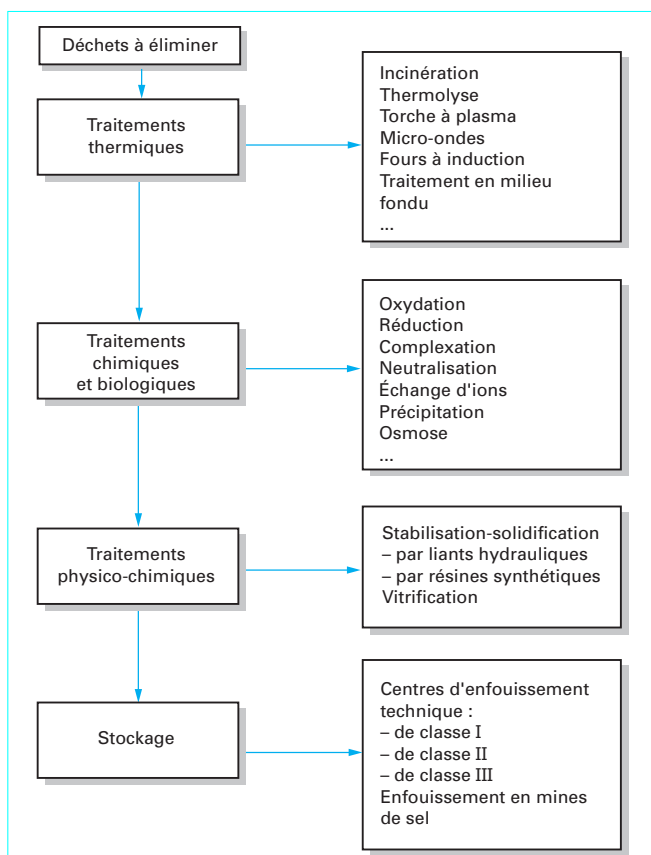 Déchets à éliminer
Traitements
thermiques
Incinération
Thermolyse
Torche à plasma
Micro-ondes
Fours à induction
Traitement en milieu
fondu
...
Traitements
chimiques
et biologiques
Oxydation
Réduction
Complexation
Neutralisation
Échange d'ions
Précipitation
Osmose
...
Traitements
physico-chimiques
Stabilisation-solidification
– par liants hydrauliques
– par résines synthétiques
Vitrification
Stockage
Centres d'enfouissement
technique :
– de classe I
– de classe II
– de classe III
Enfouissement en mines
de sel